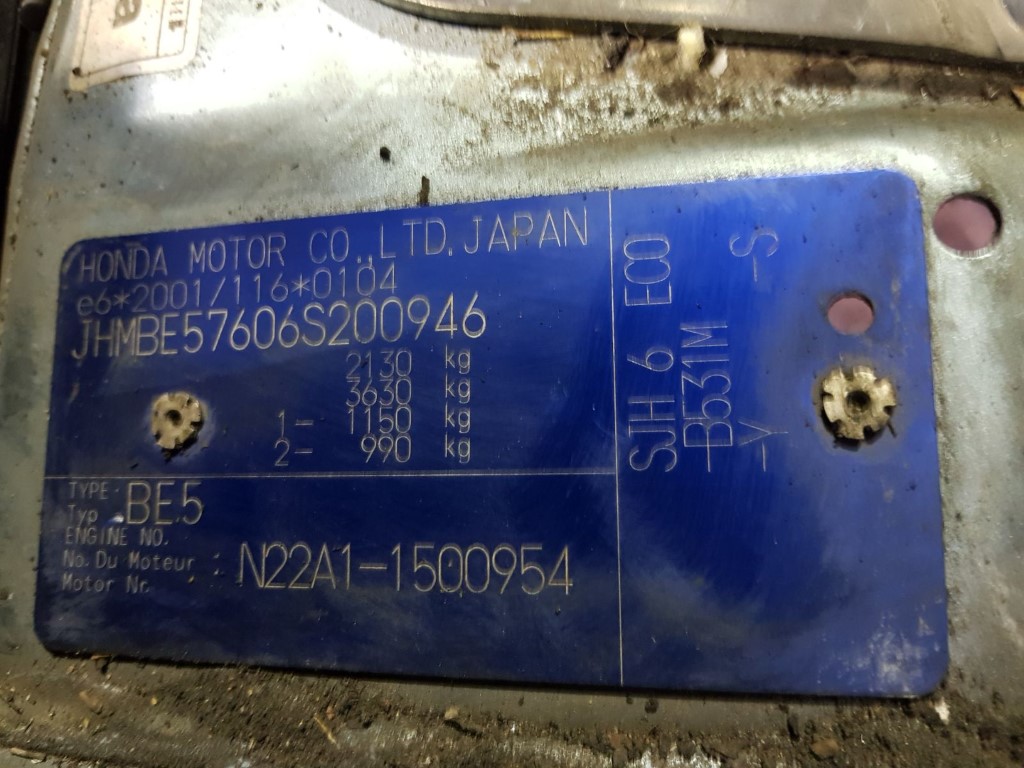 HONDA MOTOR CO.,LTD.JAPAN
e6*2001/116*0104
JHMBE57606S200946
2130 kg
3630 kg
1- 1150 kg
2- 990 kg
TYPE
Typ : BE5
ENGINE NO.
No.Du Moteur : N22A1-1500954
Motor Nr.
SJH 6 ECO
-B531M
-Y -S